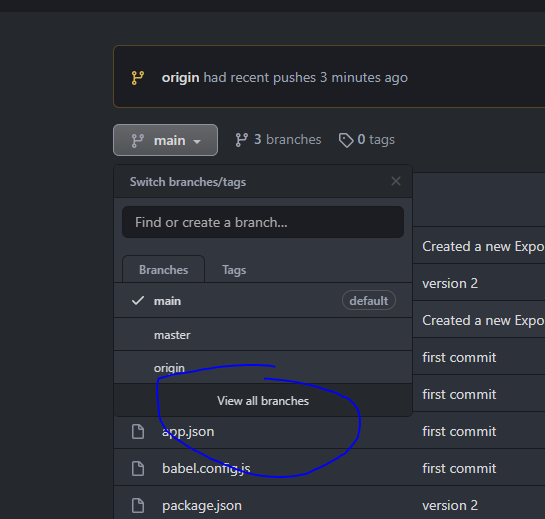 origin had recent pushes 3 minutes ago
main 3 branches 0 tags
Switch branches/tags
Find or create a branch...
Branches Tags
Created a new Expo
main default
version 2
master
Created a new Expo
origin
first commit
View all branches
first commit
app.json first commit
babel.config.js first commit
package.json version 2